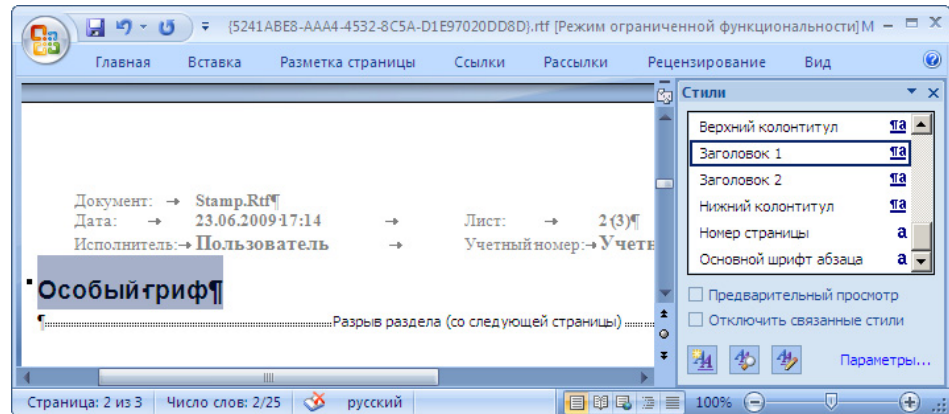 {5241ABE8-AAA4-4532-8C5A-D1E97020DD8D}.rtf [Режим ограниченной функциональности] M
Главная Вставка Разметка страницы Ссылки Рассылки Рецензирование Вид
Документ: → Stamp.Rtf¶
Дата: → 23.06.2009·17:14 → Лист: → 2·(3)¶
Исполнитель:→Пользователь → Учетный·номер:→Учетн
Особый·гриф¶
¶Разрыв раздела (со следующей страницы)
Стили
Верхний колонтитул ¶a
Заголовок 1 ¶a
Заголовок 2 ¶a
Нижний колонтитул ¶a
Номер страницы a
Основной шрифт абзаца a
Предварительный просмотр
Отключить связанные стили
Параметры...
Страница: 2 из 3 Число слов: 2/25 русский 100%